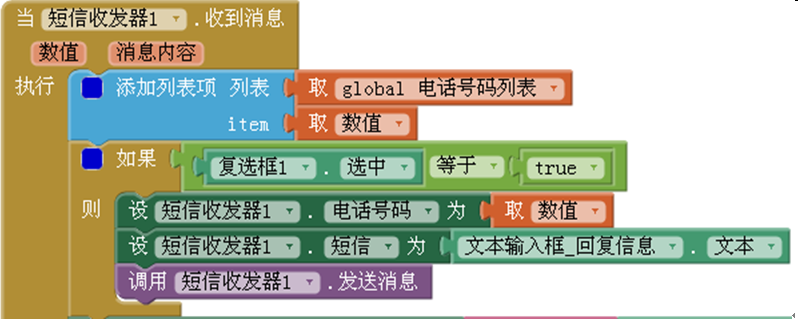 当 短信收发器1 .收到消息
数值 消息内容
执行 添加列表项 列表 取 global 电话号码列表
item 取 数值
如果 复选框1 . 选中 等于 true
则 设 短信收发器1 . 电话号码 为 取 数值
设 短信收发器1 . 短信 为 文本输入框_回复信息 . 文本
调用 短信收发器1 .发送消息